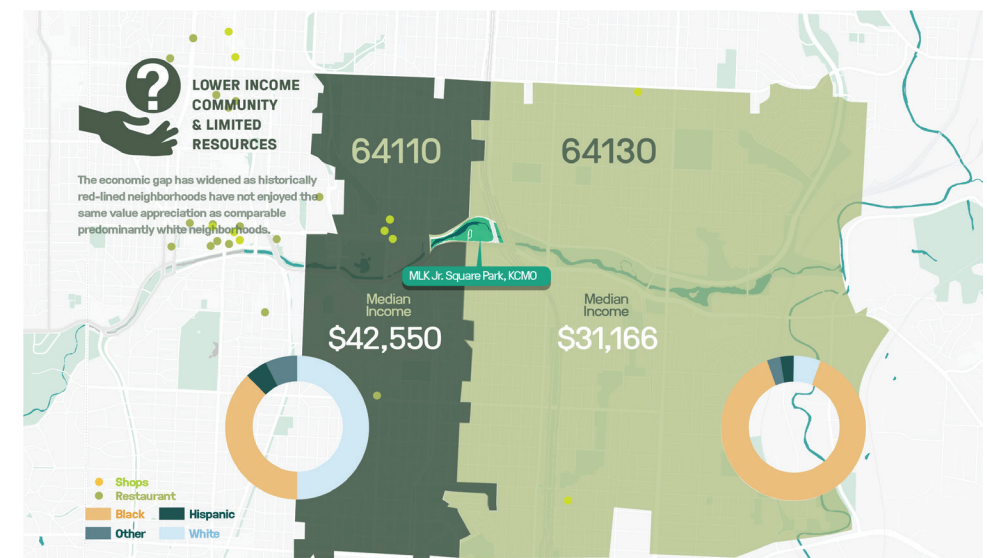 ?
LOWER INCOME
COMMUNITY
& LIMITED
RESOURCES
The economic gap has widened as historically
red-lined neighborhoods have not enjoyed the
same value appreciation as comparable
predominantly white neighborhoods.
64110
64130
MLK Jr. Square Park, KCMO
Median
Income
$42,550
Median
Income
$31,166
Shops
Restaurant
Black
Hispanic
Other
White